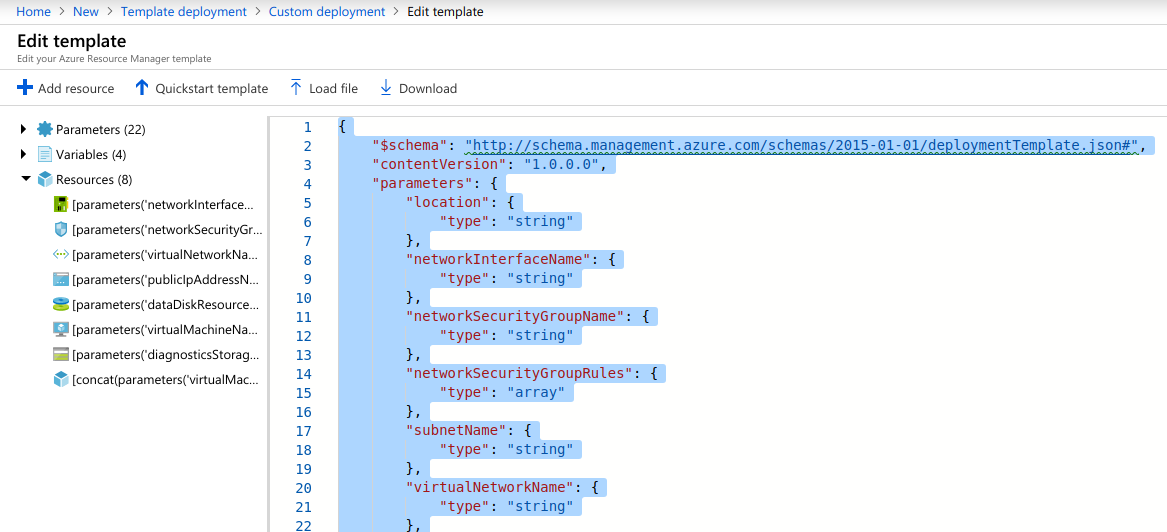 Home > New > Template deployment > Custom deployment > Edit template
Edit template
Edit your Azure Resource Manager template
Add resource Quickstart template Load file Download
Parameters (22)
Variables (4)
Resources (8)
[parameters('networkInterface...
[parameters('networkSecurityGr...
[parameters('virtualNetworkNa...
[parameters('publicIpAddressN...
[parameters('dataDiskResource...
[parameters('virtualMachineNa...
[parameters('diagnosticsStorag...
[concat(parameters('virtualMac...
1 {
2 "$schema": "http://schema.management.azure.com/schemas/2015-01-01/deploymentTemplate.json#",
3 "contentVersion": "1.0.0.0",
4 "parameters": {
5 "location": {
6 "type": "string"
7 },
8 "networkInterfaceName": {
9 "type": "string"
10 },
11 "networkSecurityGroupName": {
12 "type": "string"
13 },
14 "networkSecurityGroupRules": {
15 "type": "array"
16 },
17 "subnetName": {
18 "type": "string"
19 },
20 "virtualNetworkName": {
21 "type": "string"
22 },